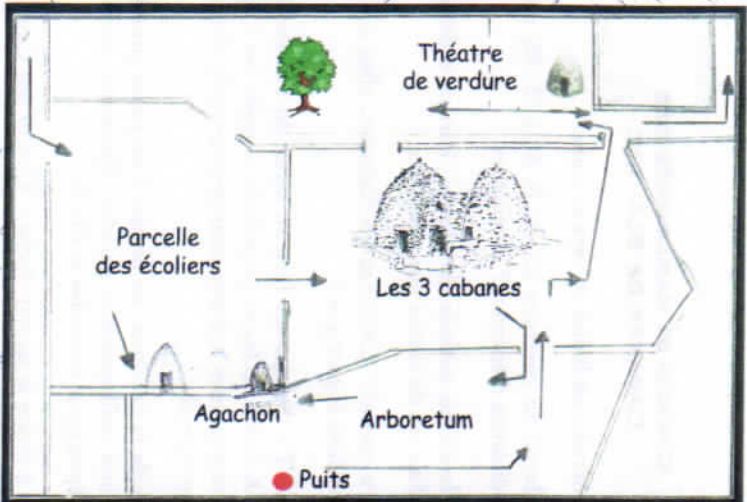 Théatre
de verdure
Parcelle
des écoliers
Les 3 cabanes
Agachon
Arboretum
Puits